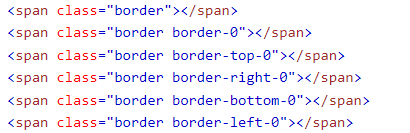 <span class="border"></span>
<span class="border border-0"></span>
<span class="border border-top-0"></span>
<span class="border border-right-0"></span>
<span class="border border-bottom-0"></span>
<span class="border border-left-0"></span>